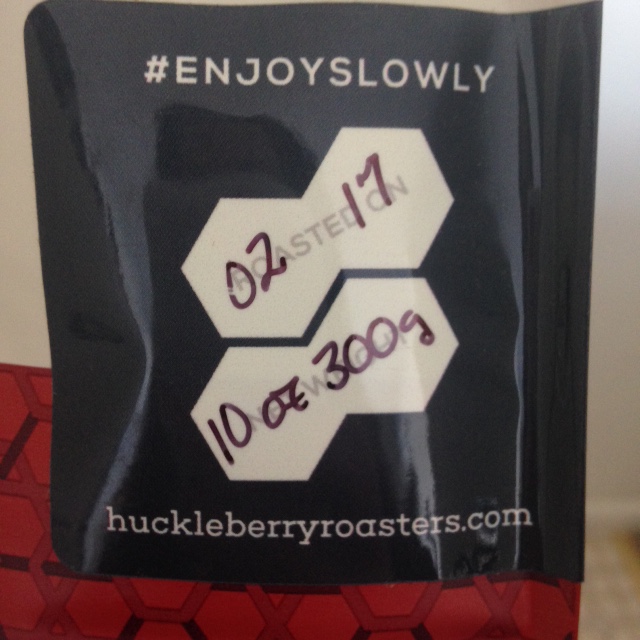 #ENJOYSLOWLY
ROASTED ON
02 17
10 oz 300g
huckleberryroasters.com